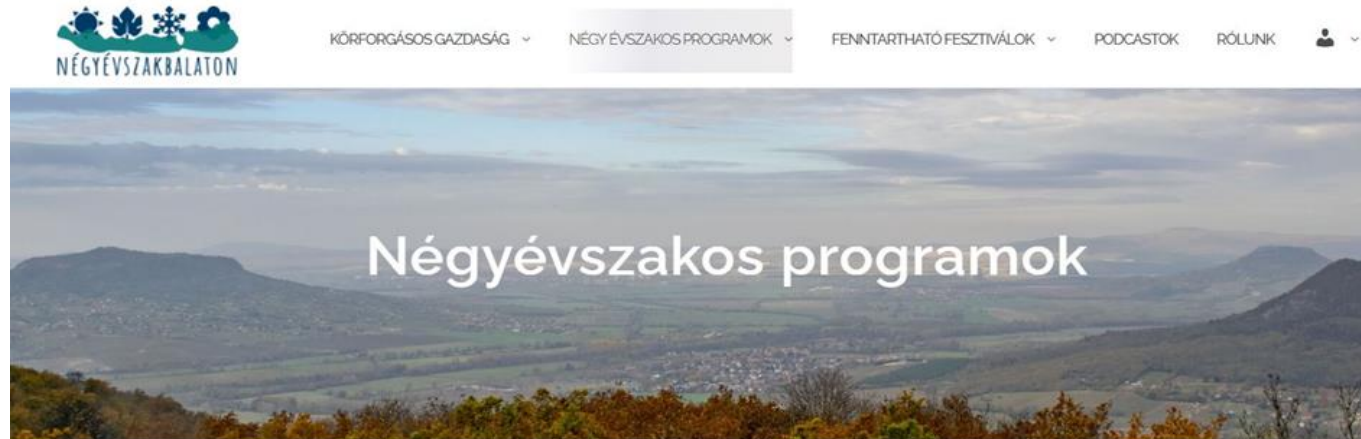 NÉGYÉVSZAKBALATON
KÖRFORGÁSOS GAZDASÁG NÉGY ÉVSZAKOS PROGRAMOK FENNTARTHATÓ FESZTIVÁLOK PODCASTOK RÓLUNK
Négyévszakos programok